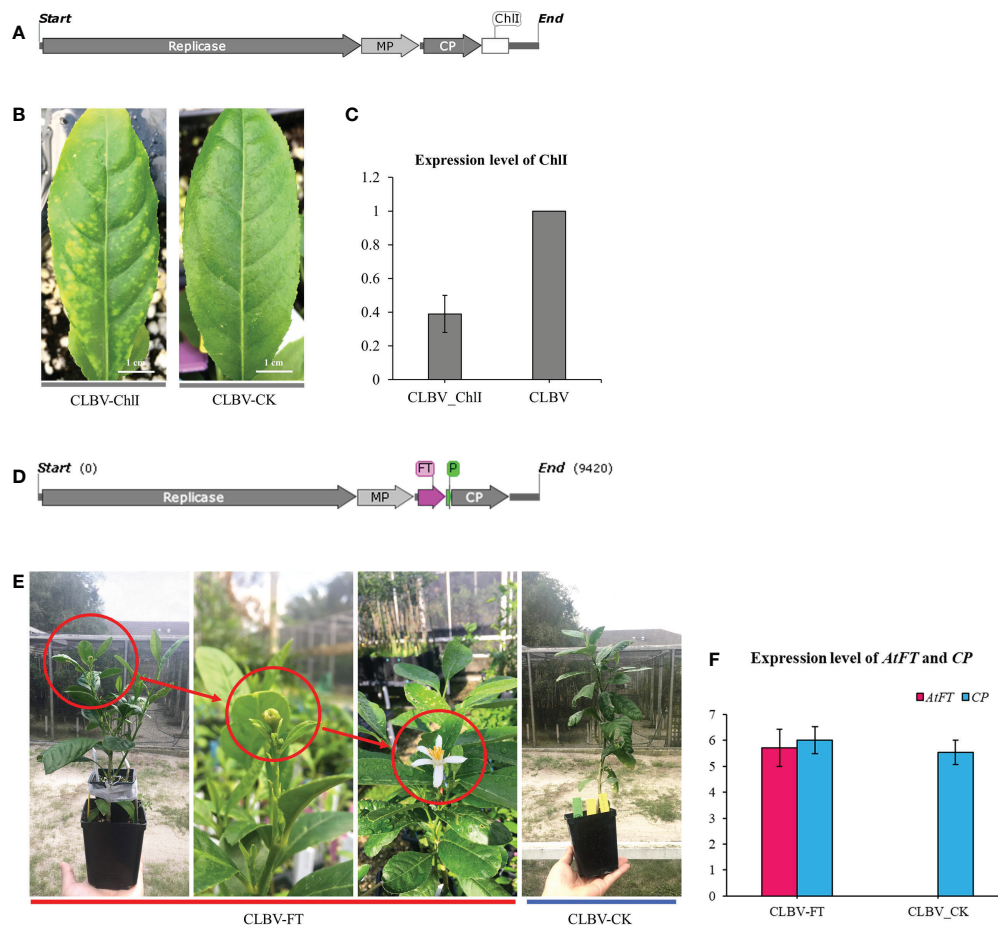 A
Start
ChlI
End
Replicase
MP
CP
B
1 cm
1 cm
CLBV-ChlI
CLBV-CK
C
Expression level of ChlI
1.2
1
0.8
0.6
0.4
0.2
0
CLBV_ChlI
CLBV
D
Start (0)
FT
P
End (9420)
Replicase
MP
CP
E
CLBV-FT
CLBV-CK
F
Expression level of AtFT and CP
AtFT
CP
7
6
5
4
3
2
1
0
CLBV-FT
CLBV_CK